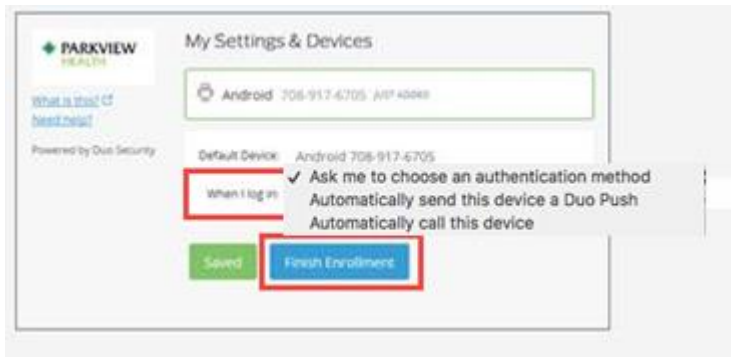 PARKVIEW
HEALTH
What is this?
Need help?
Powered by Duo Security
My Settings & Devices
Android 708-917-6705 JUST ADDED
Default Device: Android 708-917-6705
When I log in:
✓ Ask me to choose an authentication method
Automatically send this device a Duo Push
Automatically call this device
Saved
Finish Enrollment